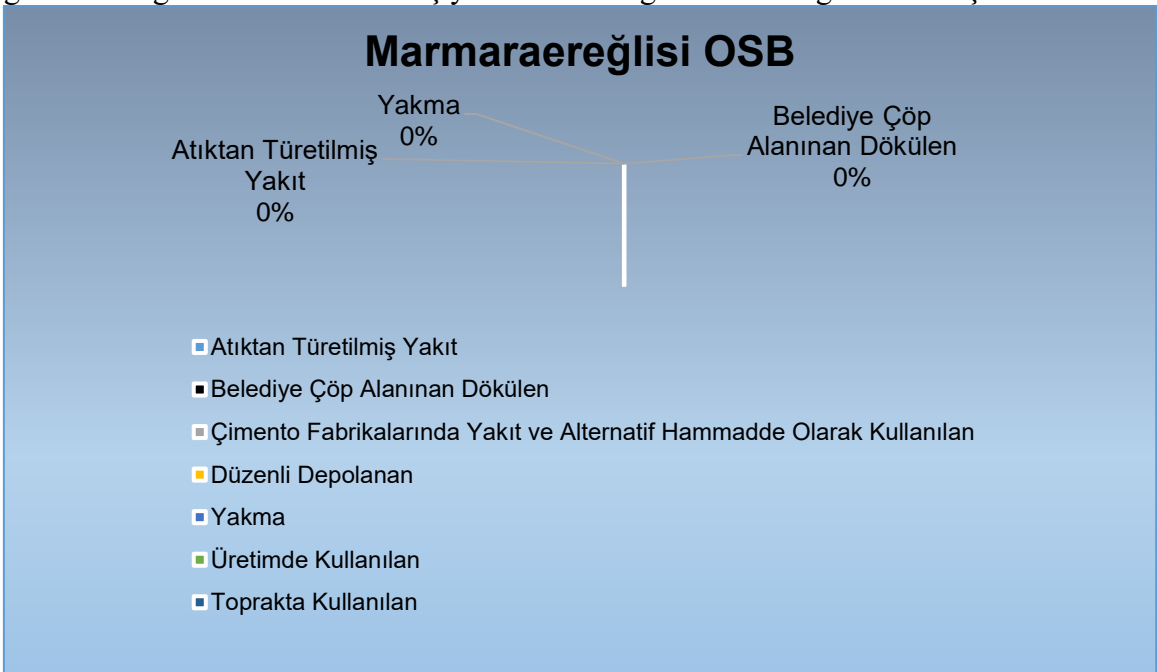 Marmaraereğlisi OSB
Yakma
0%
Belediye Çöp
Alanınan Dökülen
0%
Atıktan Türetilmiş
Yakıt
0%
Atıktan Türetilmiş Yakıt
Belediye Çöp Alanınan Dökülen
Çimento Fabrikalarında Yakıt ve Alternatif Hammadde Olarak Kullanılan
Düzenli Depolanan
Yakma
Üretimde Kullanılan
Toprakta Kullanılan